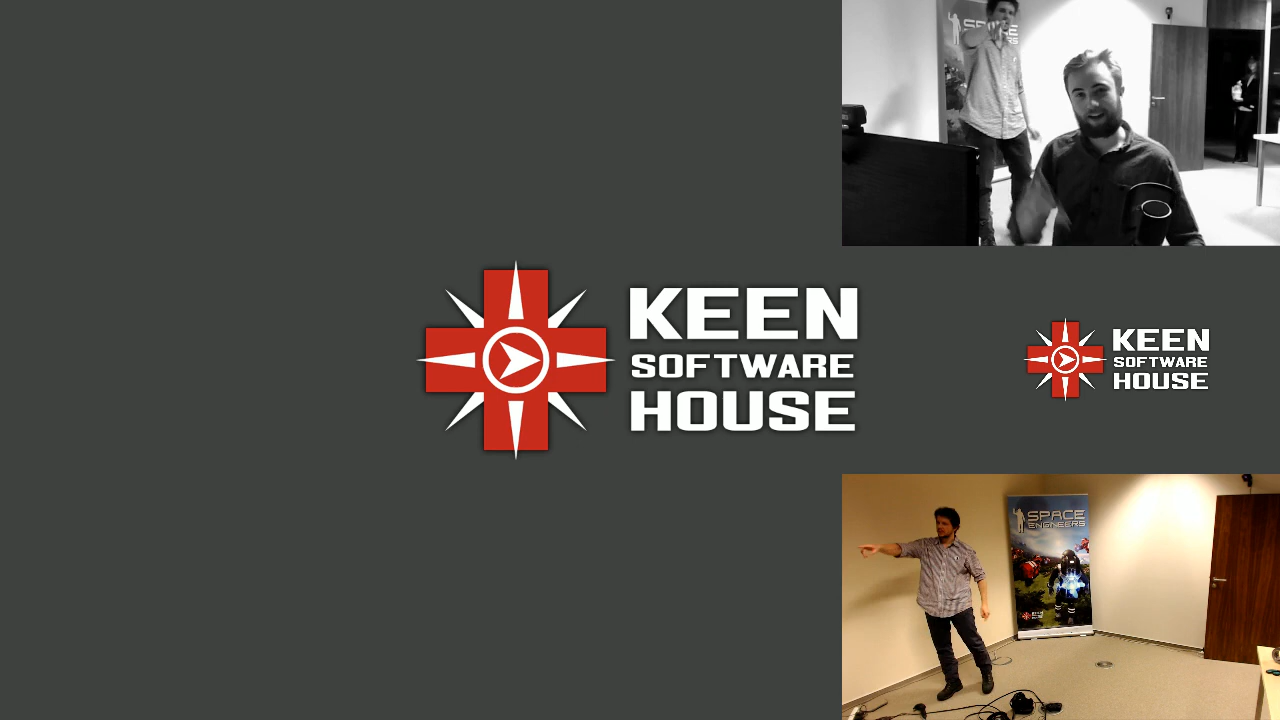 KEEN
SOFTWARE
HOUSE
KEEN
SOFTWARE
HOUSE
SPACE
ENGINEERS